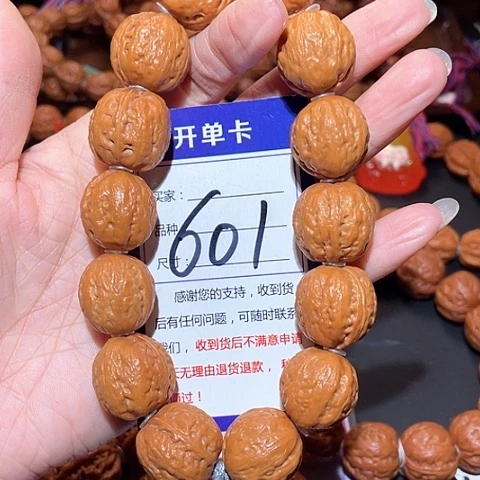 开单卡
买家：
品种
尺寸：
601
感谢您的支持，收到货
后有任何问题，可随时联系
我们，收到货后不满意申请
天无理由退货退款，
过！